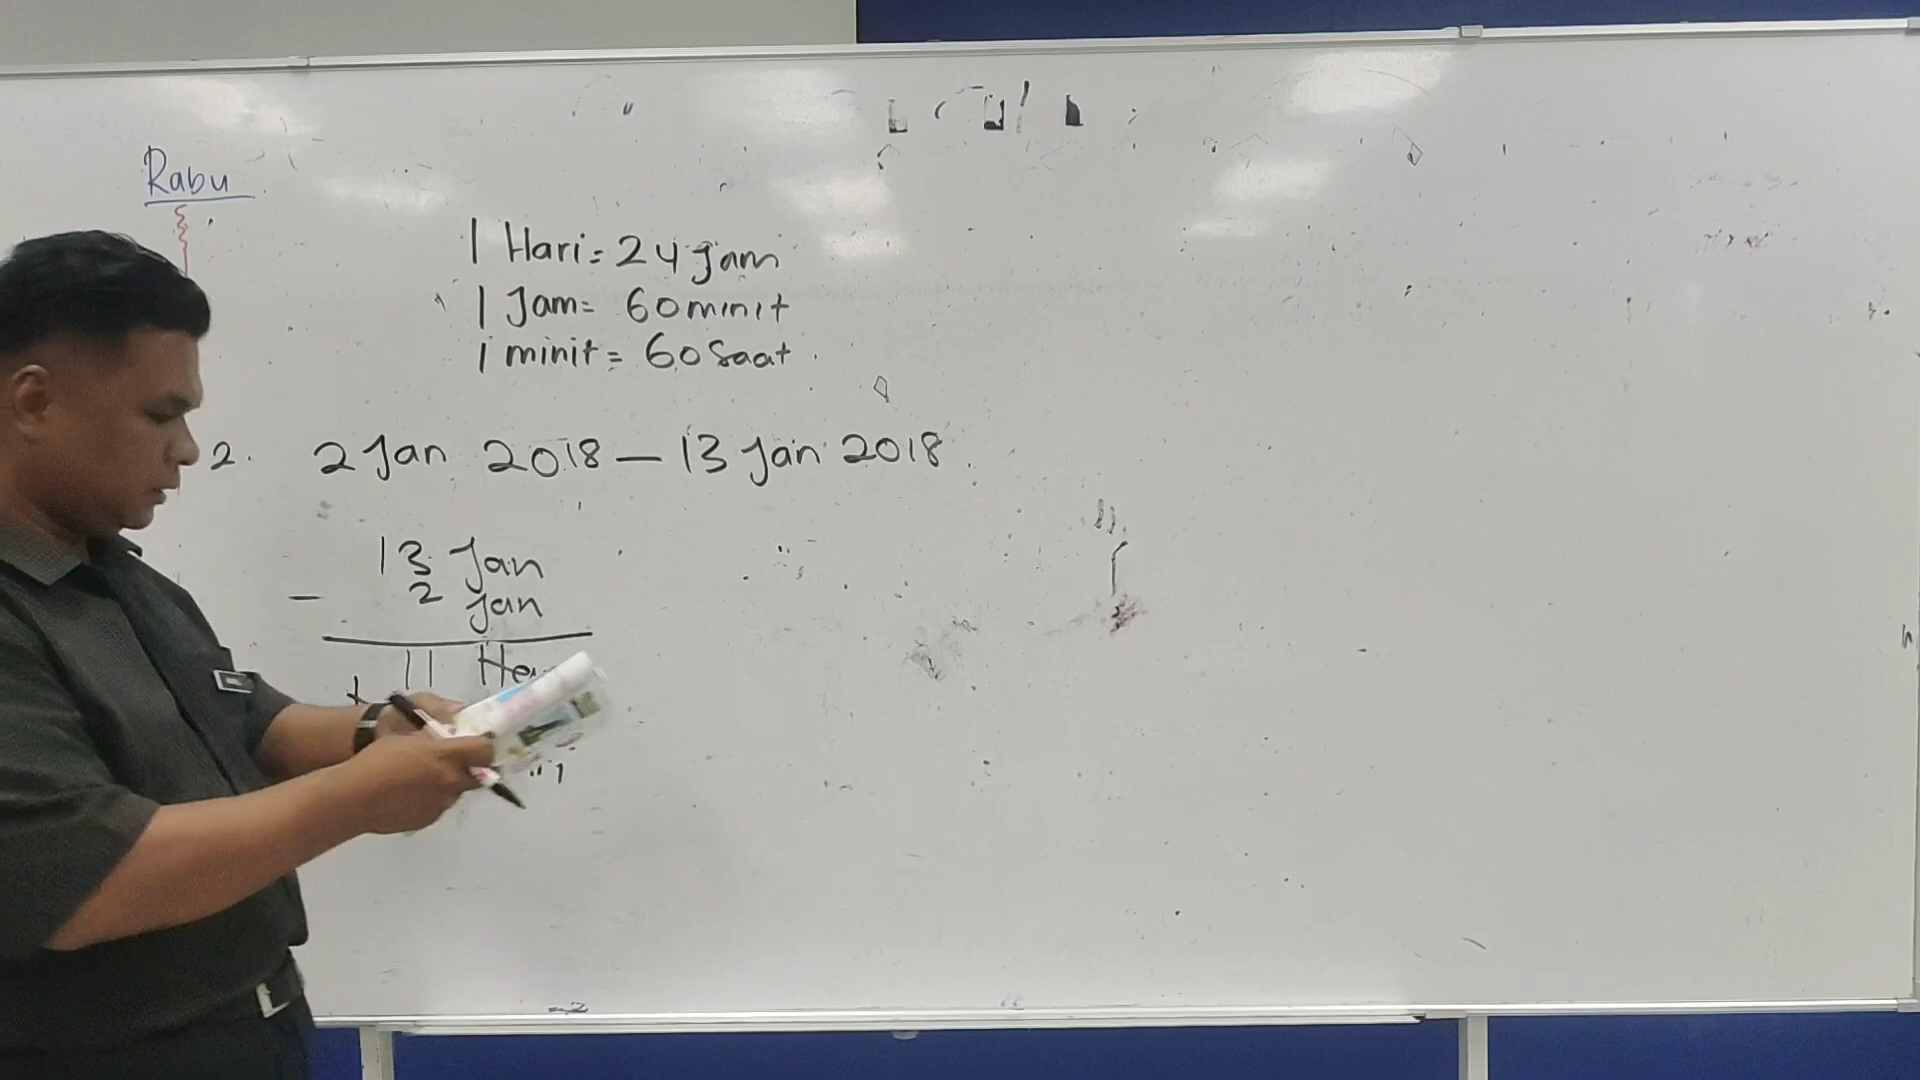 Rabu
1 Hari = 24 Jam
1 Jam = 60 minit
1 minit = 60 Saat
2. 2 Jan 2018 — 13 Jan 2018
13 Jan
- 2 Jan
11
+